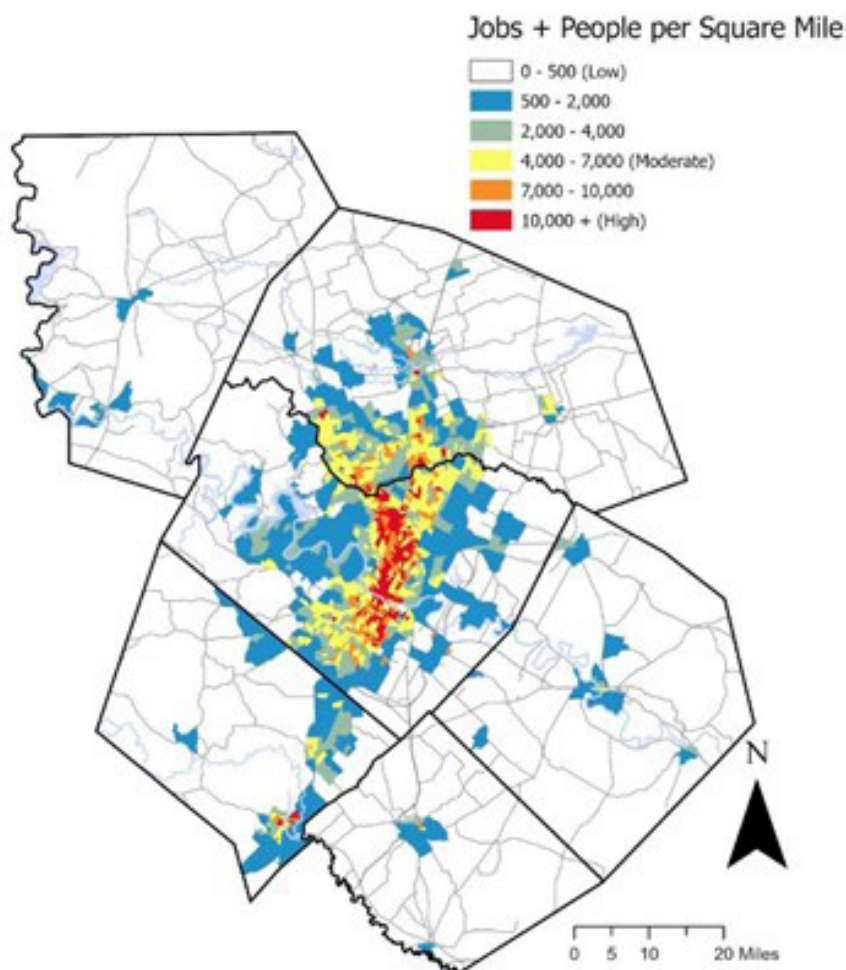 Jobs + People per Square Mile
0 - 500 (Low)
500 - 2,000
2,000 - 4,000
4,000 - 7,000 (Moderate)
7,000 - 10,000
10,000 + (High)
N
0 5 10 20 Miles